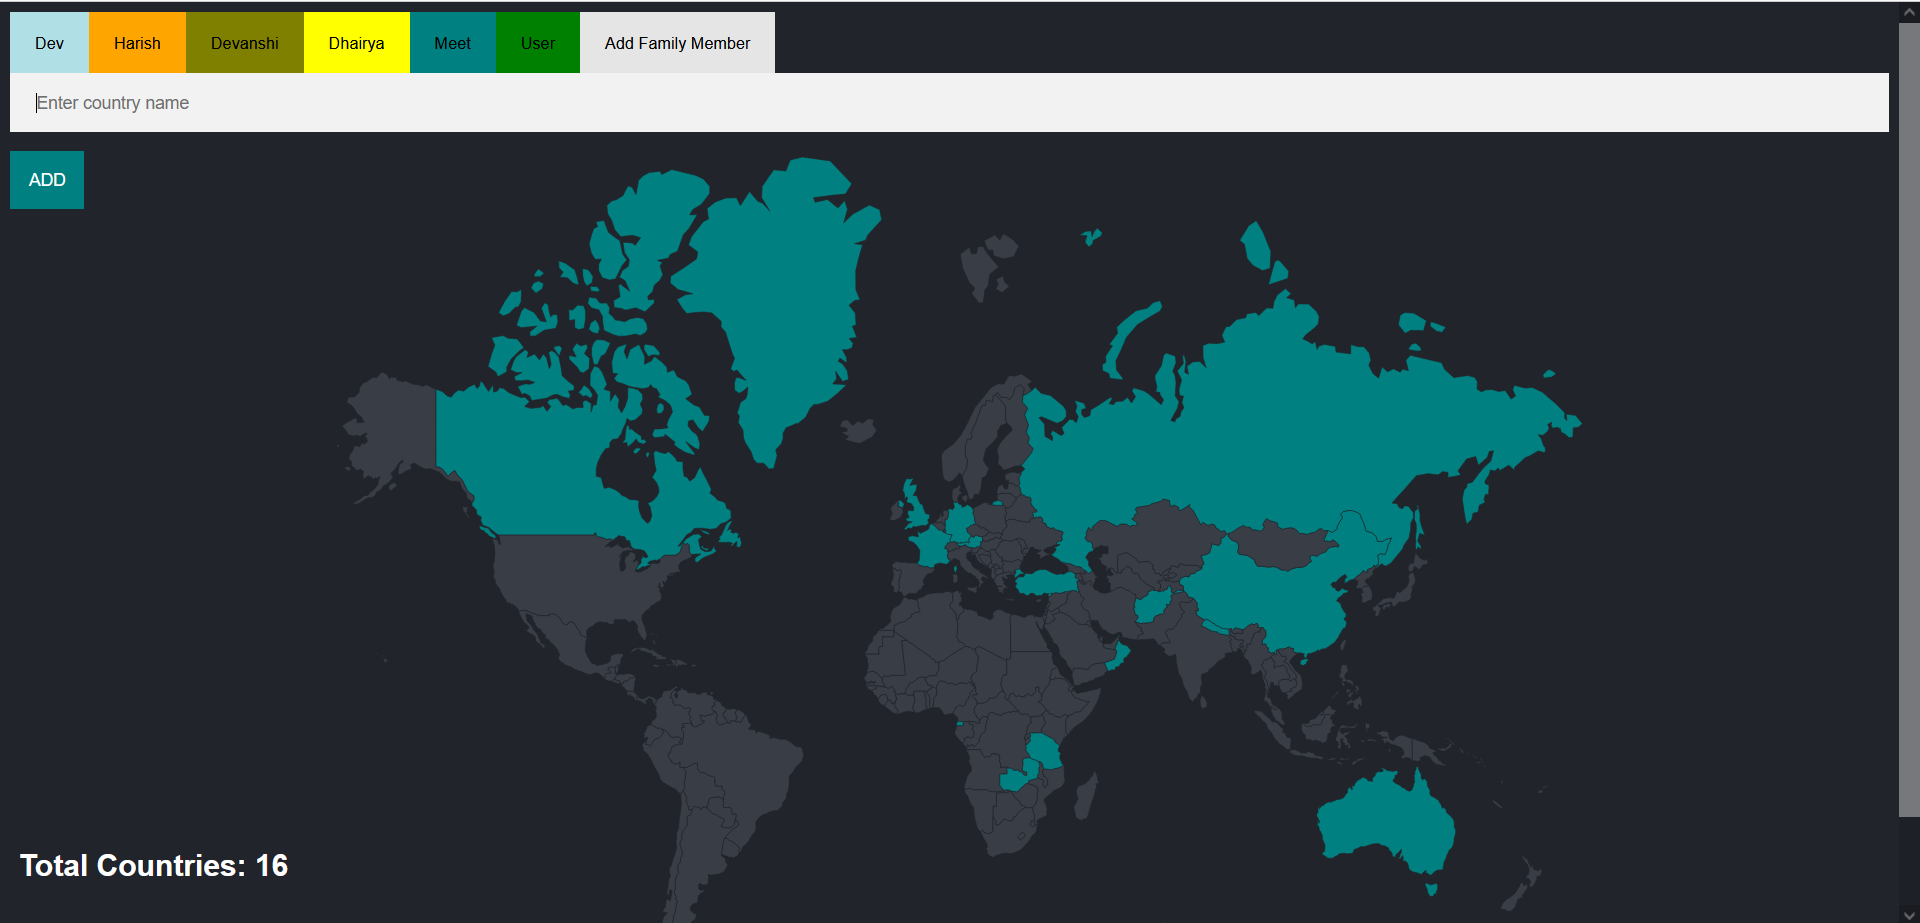 Dev Harish Devanshi Dhairya Meet User Add Family Member
Enter country name
ADD
Total Countries: 16